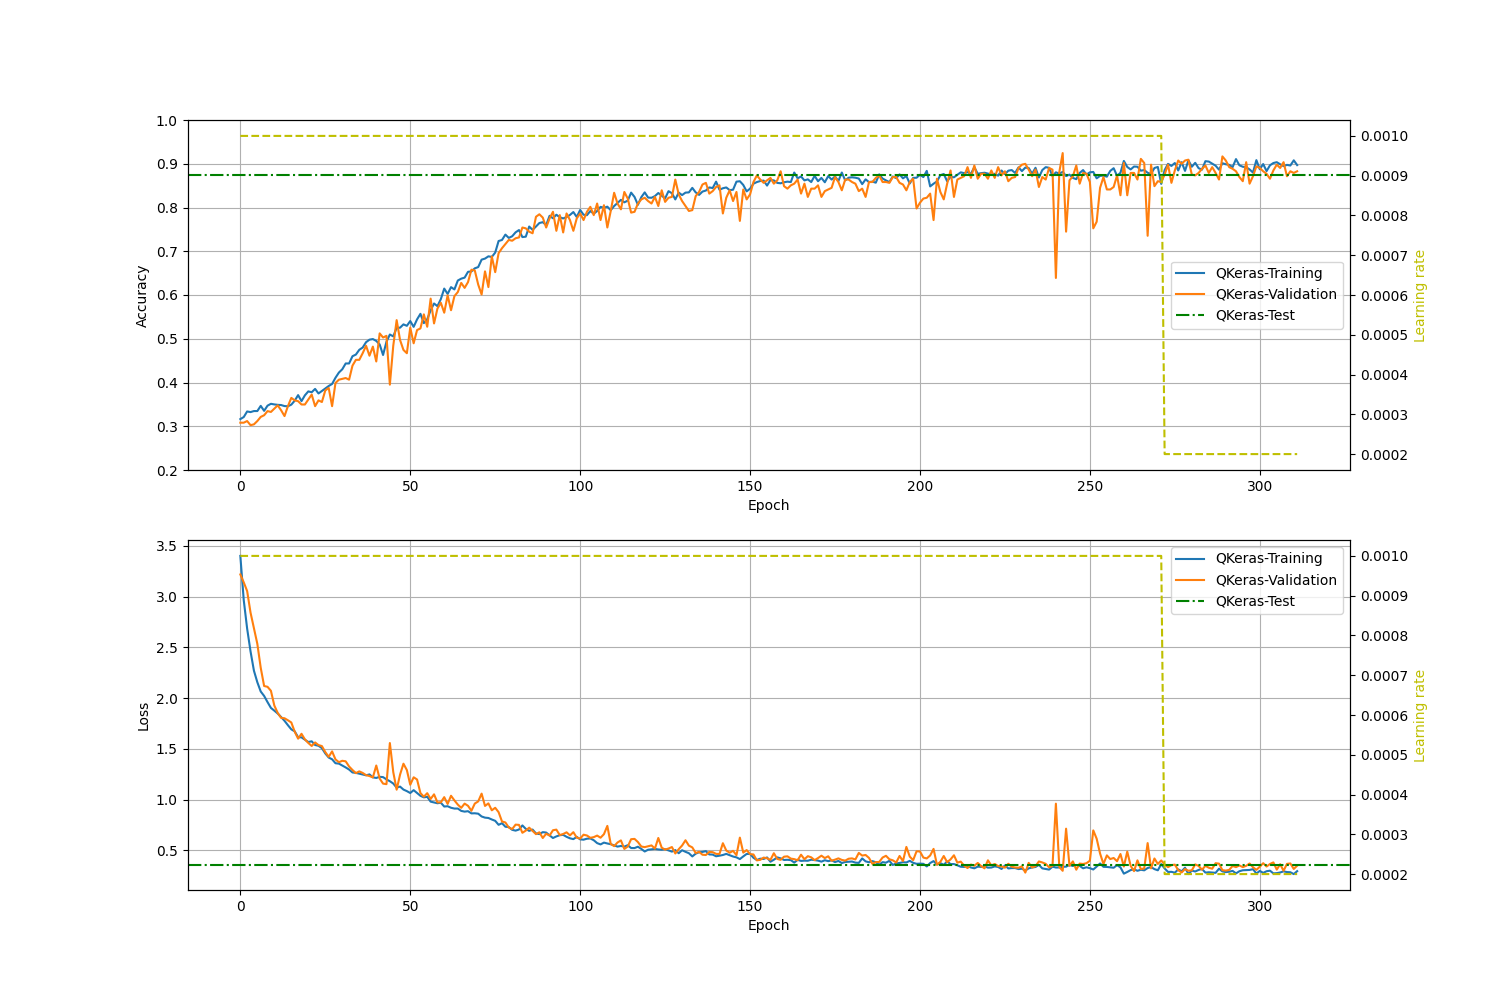 1.0
0.9
0.8
0.7
0.6
0.5
0.4
0.3
0.2
Accuracy
0 50 100 150 200 250 300
Epoch
0.0010
0.0009
0.0008
0.0007
0.0006
0.0005
0.0004
0.0003
0.0002
Learning rate
QKeras-Training
QKeras-Validation
QKeras-Test
3.5
3.0
2.5
2.0
1.5
1.0
0.5
Loss
0 50 100 150 200 250 300
Epoch
0.0010
0.0009
0.0008
0.0007
0.0006
0.0005
0.0004
0.0003
0.0002
Learning rate
QKeras-Training
QKeras-Validation
QKeras-Test